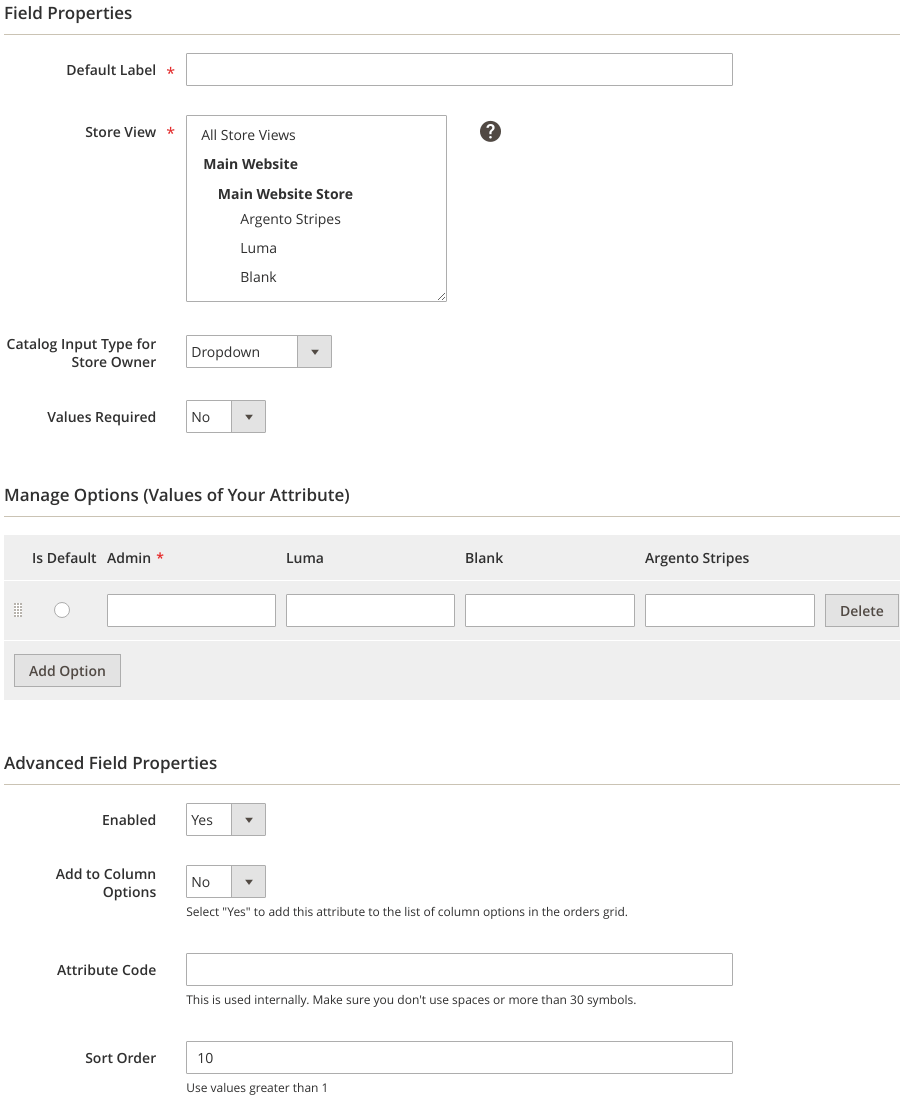 Field Properties
Default Label *
Store View *
?
All Store Views
Main Website
Main Website Store
Argento Stripes
Luma
Blank
Catalog Input Type for
Store Owner
Dropdown
Values Required
No
Manage Options (Values of Your Attribute)
Is Default Admin * Luma Blank Argento Stripes
Delete
Add Option
Advanced Field Properties
Enabled
Yes
Add to Column
Options
No
Select "Yes" to add this attribute to the list of column options in the orders grid.
Attribute Code
This is used internally. Make sure you don't use spaces or more than 30 symbols.
Sort Order
10
Use values greater than 1